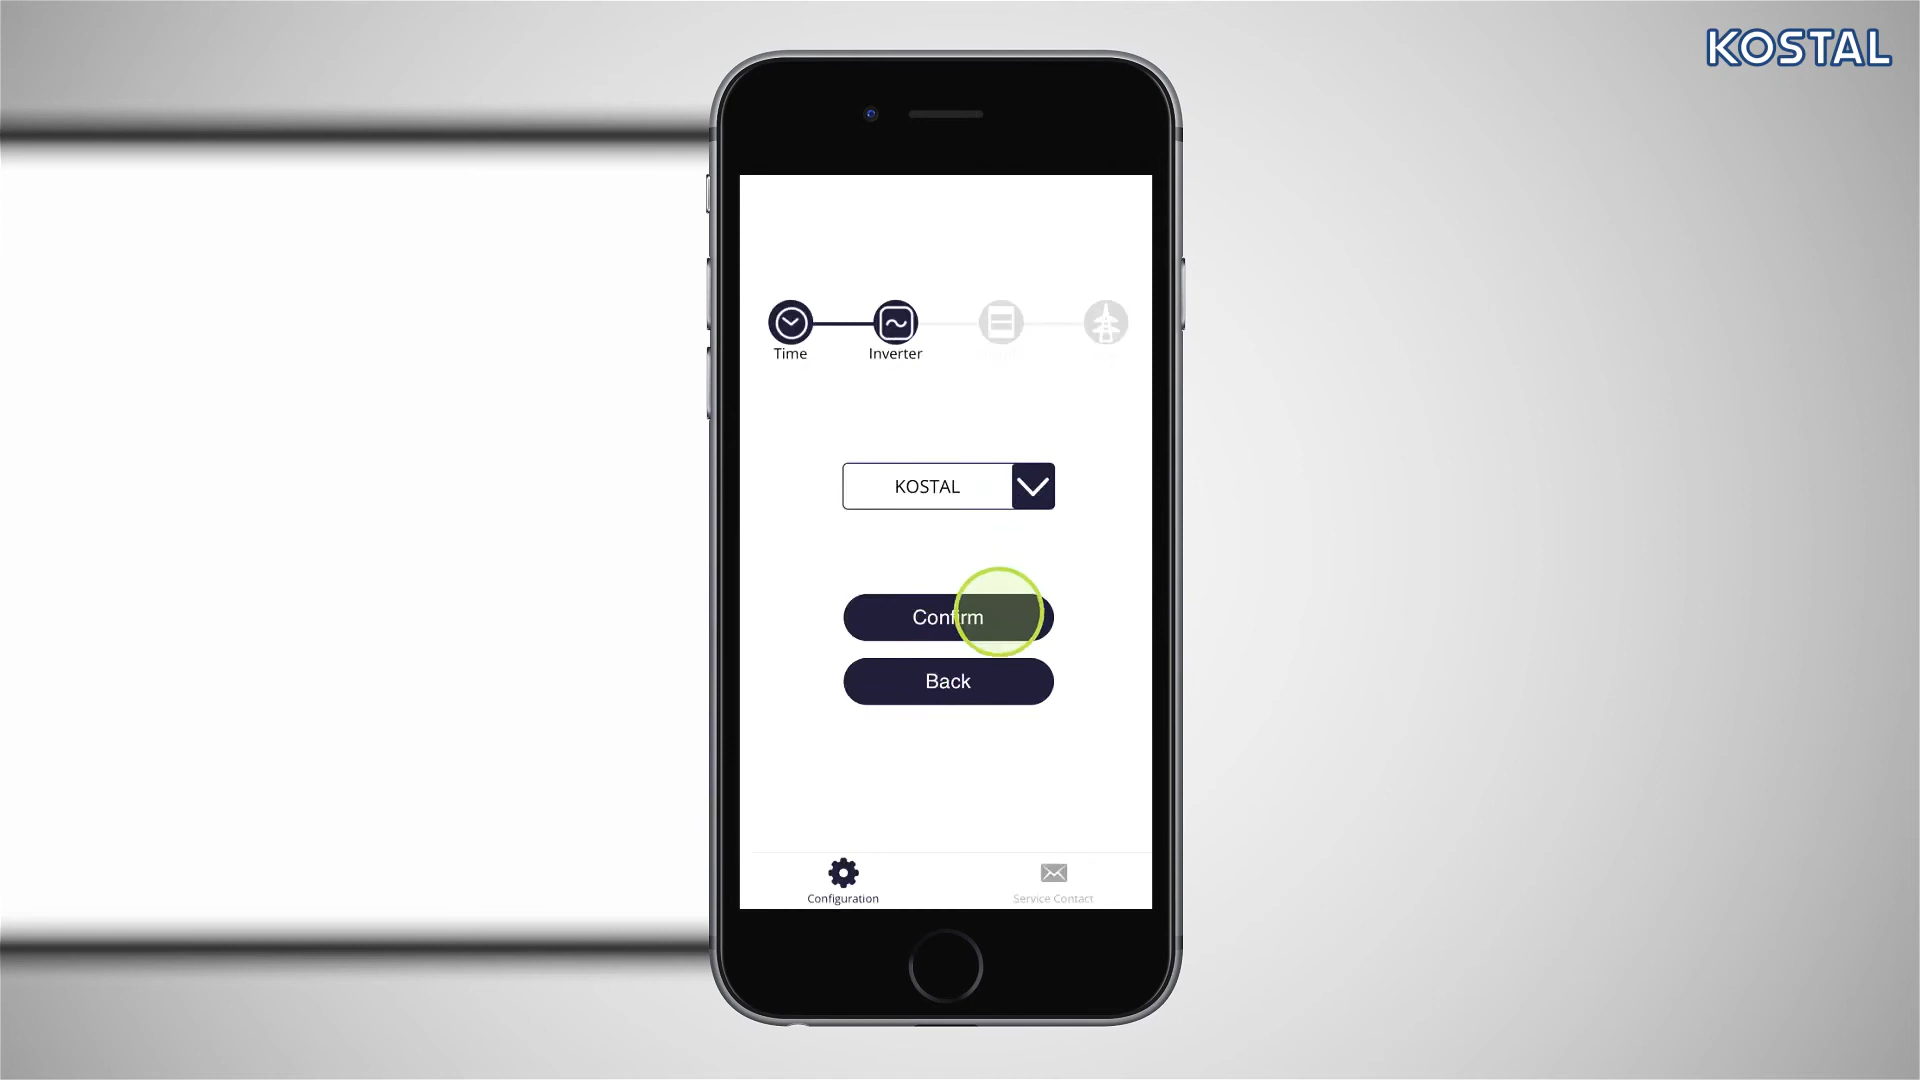 KOSTAL
Time
Inverter
KOSTAL
Confirm
Back
Configuration
Service Contact